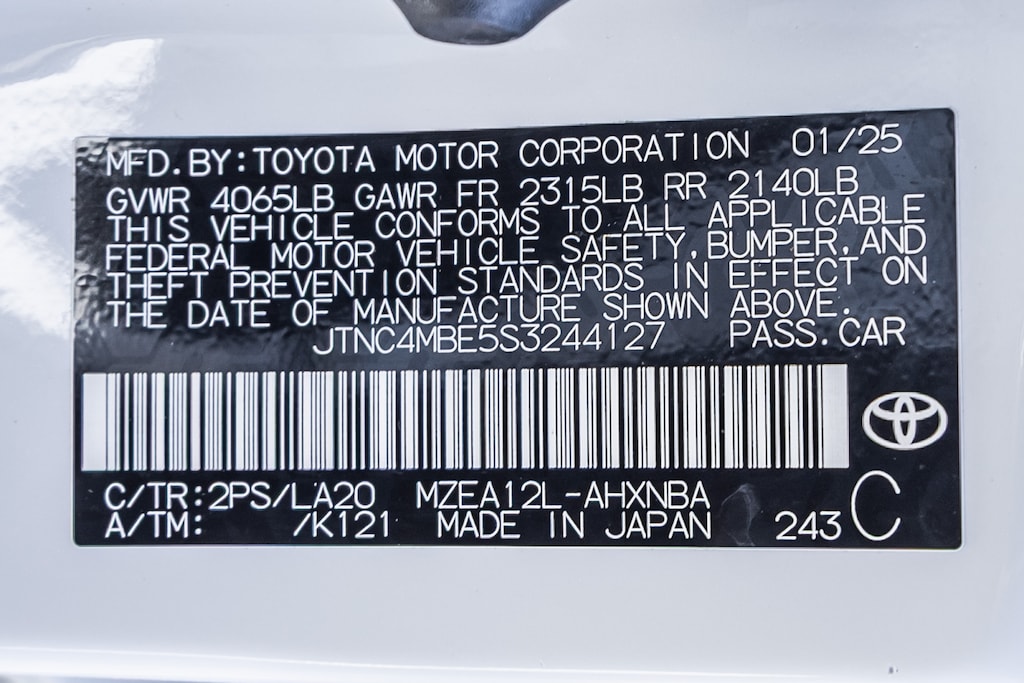 MFD.BY:TOYOTA MOTOR CORPORATION 01/25
GVWR 4065LB GAWR FR 2315LB RR 2140LB
THIS VEHICLE CONFORMS TO ALL APPLICABLE
FEDERAL MOTOR VEHICLE SAFETY,BUMPER,AND
THEFT PREVENTION STANDARDS IN EFFECT ON
THE DATE OF MANUFACTURE SHOWN ABOVE.
JTNC4MBE5S3244127 PASS.CAR
C/TR:2PS/LA20 MZEA12L-AHXNBA
A/TM: /K121 MADE IN JAPAN 243 C